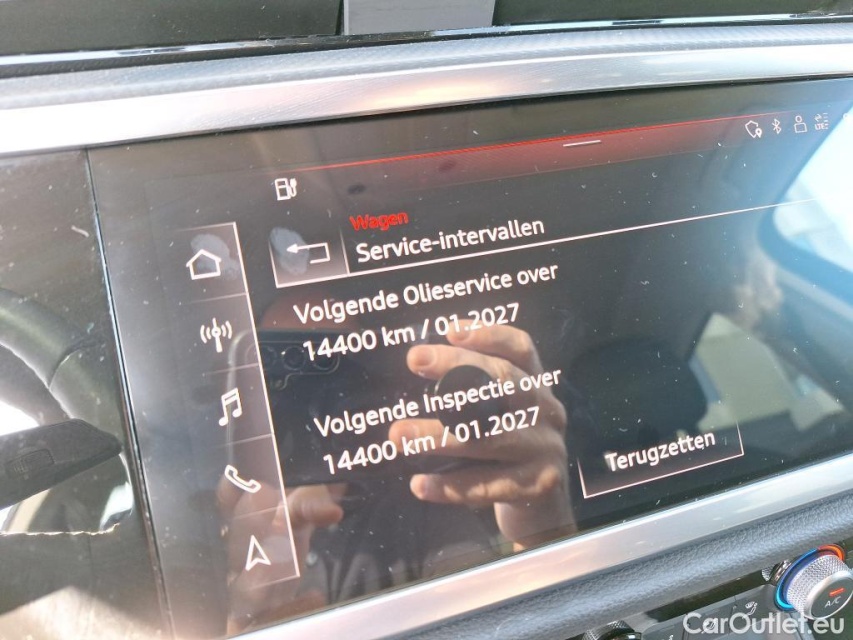 LTE
Wagen
Service-intervallen
Volgende Olieservice over
14400 km / 01.2027
Volgende Inspectie over
14400 km / 01.2027
Terugzetten
A/C
CarOutlet.eu